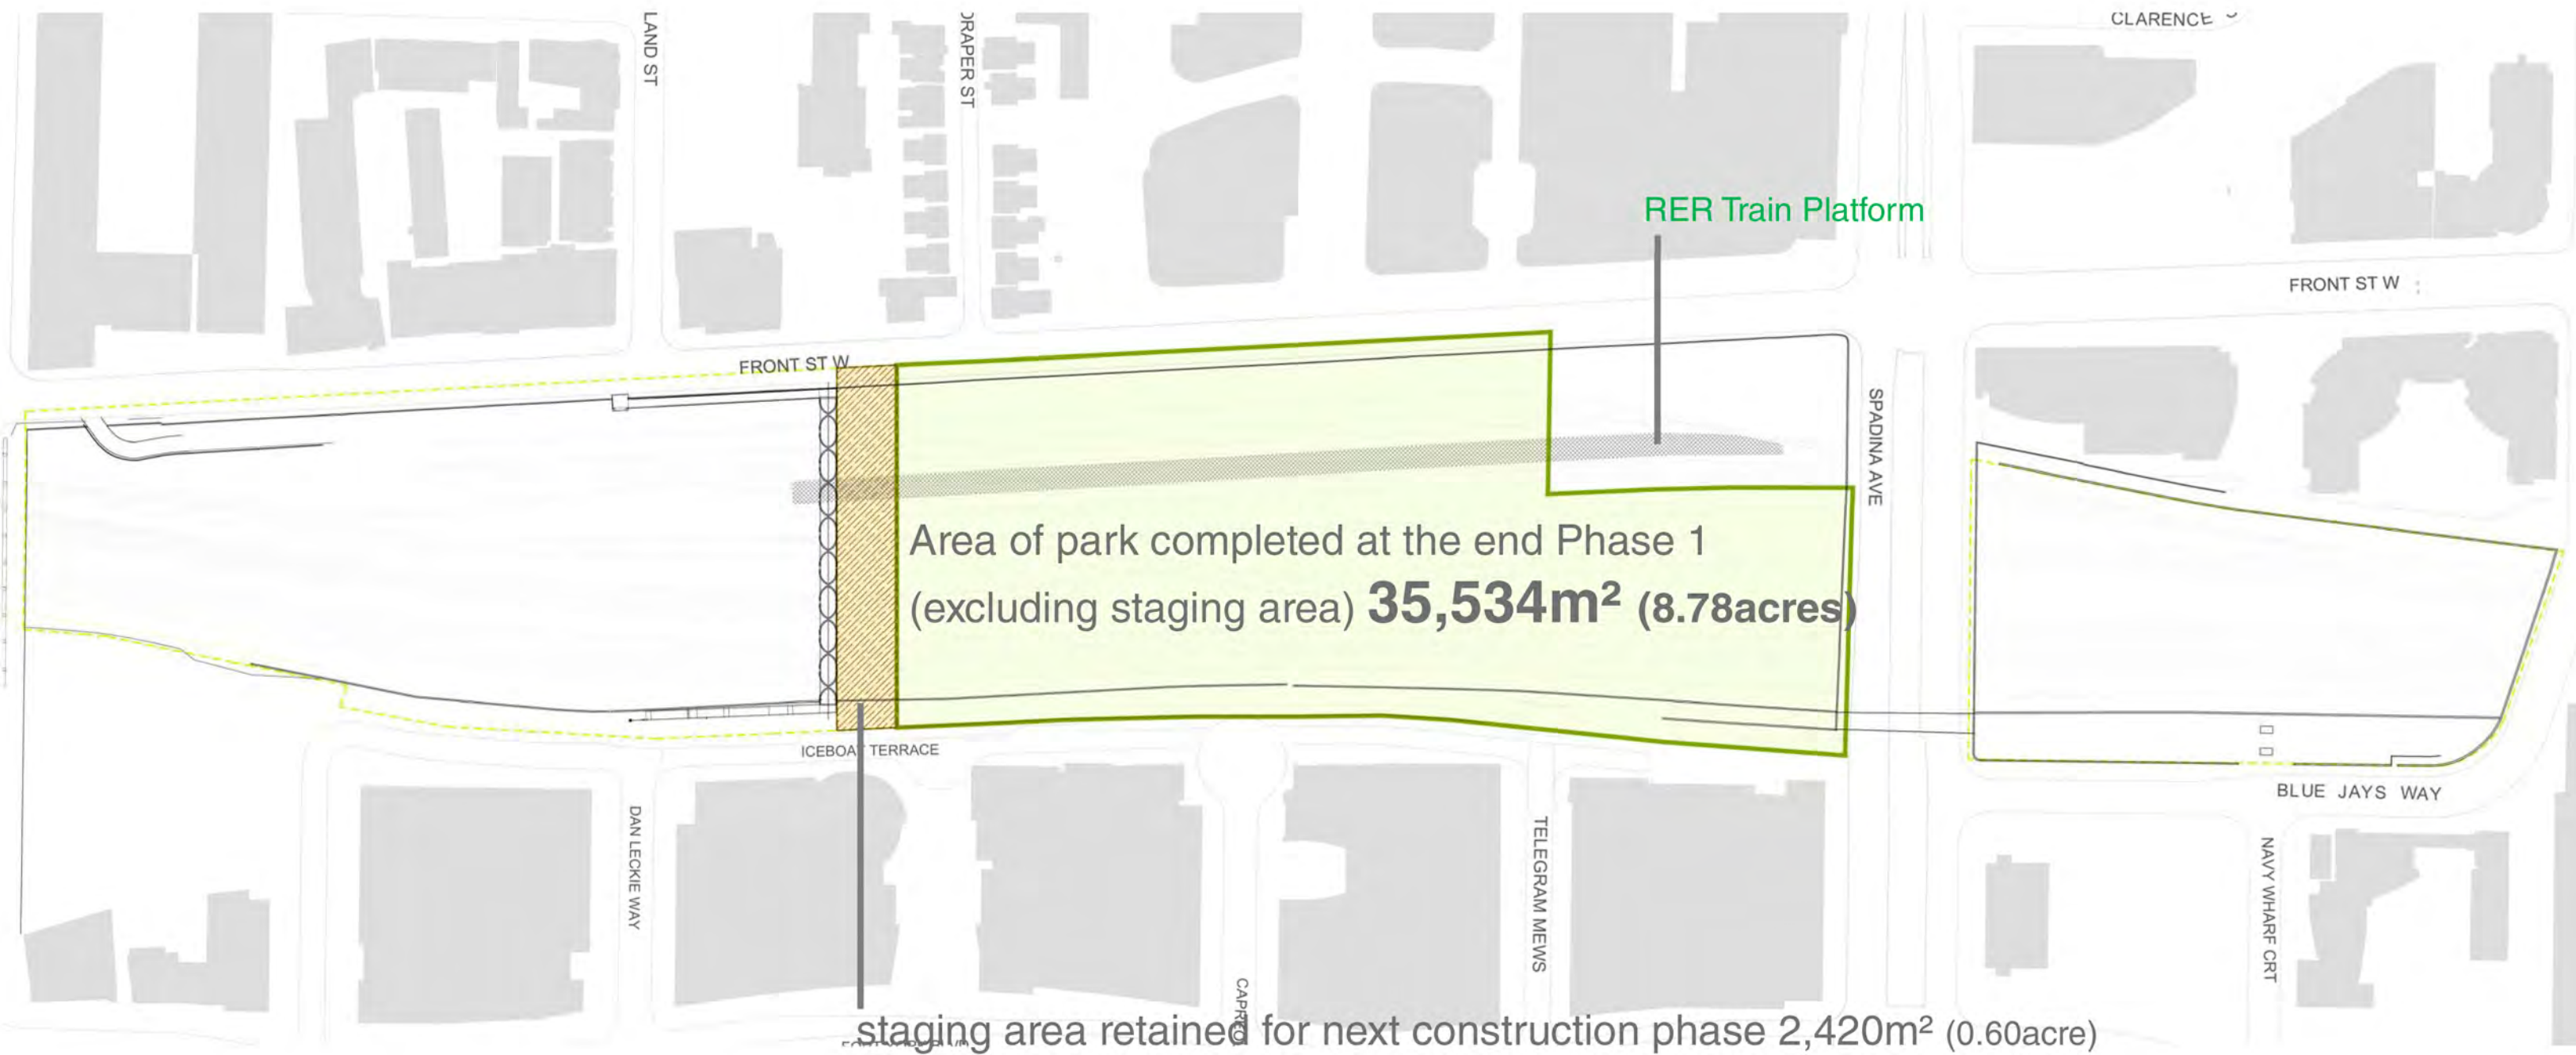 CLARENCE
LAND ST
DRAPER ST
RER Train Platform
FRONT ST W
FRONT ST W
SPADINA AVE
Area of park completed at the end Phase 1
(excluding staging area) 35,534m² (8.78acres)
ICEBOAT TERRACE
BLUE JAYS WAY
DAN LECKIE WAY
TELEGRAM MEWS
NAVY WHARF CRT
staging area retained for next construction phase 2,420m² (0.60acre)